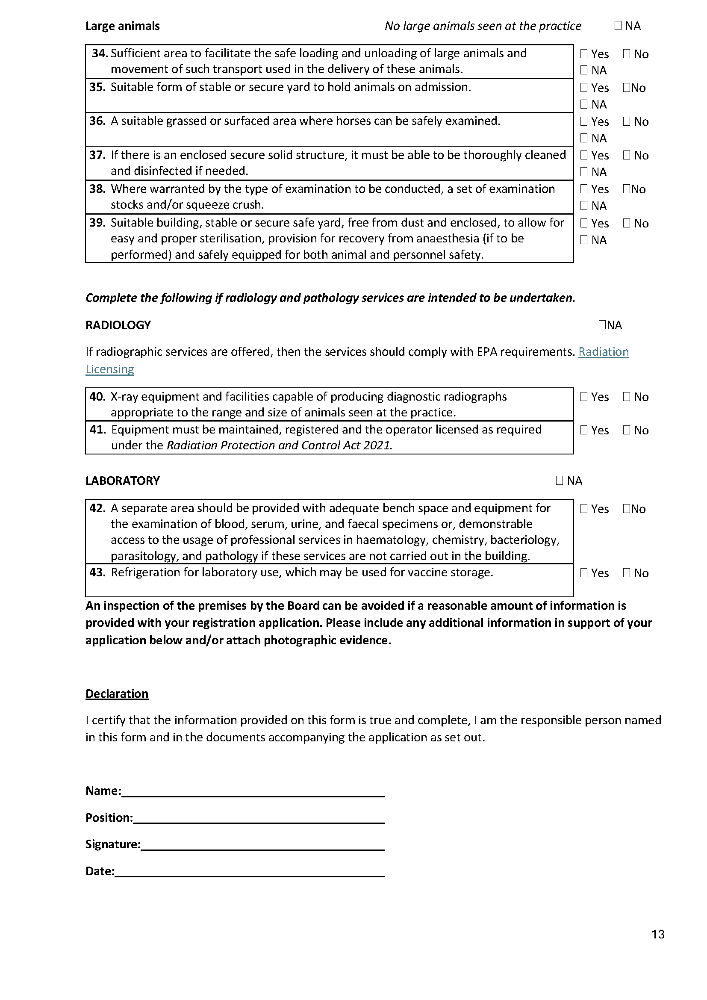 Large animals No large animals seen at the practice ☐ NA
34. Sufficient area to facilitate the safe loading and unloading of large animals and ☐ Yes ☐ No
movement of such transport used in the delivery of these animals. ☐ NA
35. Suitable form of stable or secure yard to hold animals on admission. ☐ Yes ☐No
☐ NA
36. A suitable grassed or surfaced area where horses can be safely examined. ☐ Yes ☐ No
☐ NA
37. If there is an enclosed secure solid structure, it must be able to be thoroughly cleaned ☐ Yes ☐ No
and disinfected if needed. ☐ NA
38. Where warranted by the type of examination to be conducted, a set of examination ☐ Yes ☐No
stocks and/or squeeze crush. ☐ NA
39. Suitable building, stable or secure safe yard, free from dust and enclosed, to allow for ☐ Yes ☐ No
easy and proper sterilisation, provision for recovery from anaesthesia (if to be ☐ NA
performed) and safely equipped for both animal and personnel safety.
Complete the following if radiology and pathology services are intended to be undertaken.
RADIOLOGY ☐NA
If radiographic services are offered, then the services should comply with EPA requirements. Radiation
Licensing
40. X-ray equipment and facilities capable of producing diagnostic radiographs ☐ Yes ☐ No
appropriate to the range and size of animals seen at the practice.
41. Equipment must be maintained, registered and the operator licensed as required ☐ Yes ☐ No
under the Radiation Protection and Control Act 2021.
LABORATORY ☐ NA
42. A separate area should be provided with adequate bench space and equipment for ☐ Yes ☐No
the examination of blood, serum, urine, and faecal specimens or, demonstrable
access to the usage of professional services in haematology, chemistry, bacteriology,
parasitology, and pathology if these services are not carried out in the building.
43. Refrigeration for laboratory use, which may be used for vaccine storage. ☐ Yes ☐ No
An inspection of the premises by the Board can be avoided if a reasonable amount of information is
provided with your registration application. Please include any additional information in support of your
application below and/or attach photographic evidence.
Declaration
I certify that the information provided on this form is true and complete, I am the responsible person named
in this form and in the documents accompanying the application as set out.
Name:
Position:
Signature:
Date:
13